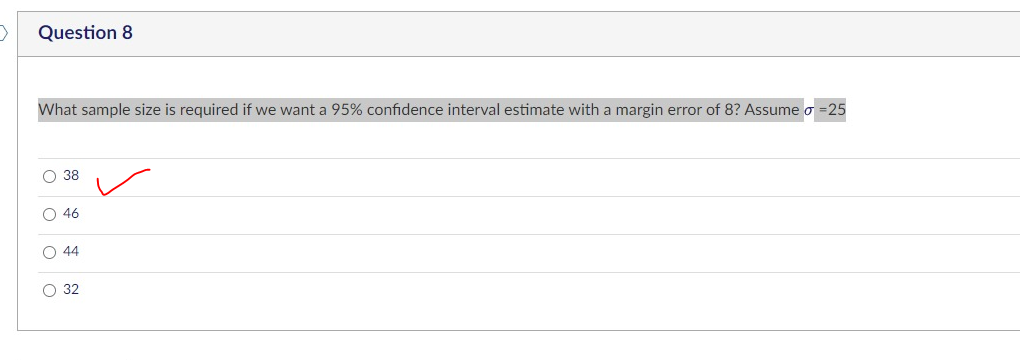 Question 8
What sample size is required if we want a 95% confidence interval estimate with a margin error of 8? Assume σ =25
38
46
44
32